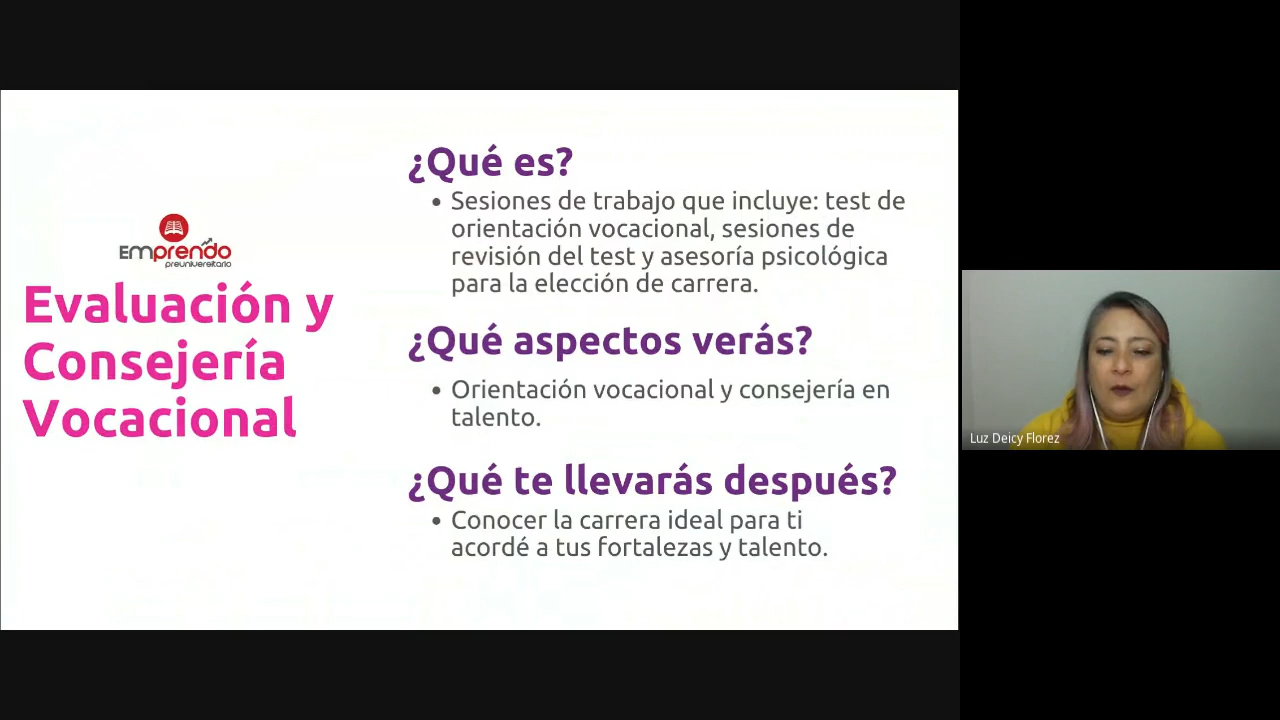 Emprendo
preuniversitario
Evaluación y
Consejería
Vocacional
¿Qué es?
• Sesiones de trabajo que incluye: test de
orientación vocacional, sesiones de
revisión del test y asesoría psicológica
para la elección de carrera.
¿Qué aspectos verás?
• Orientación vocacional y consejería en
talento.
¿Qué te llevarás después?
• Conocer la carrera ideal para ti
acordé a tus fortalezas y talento.
Luz Deicy Florez